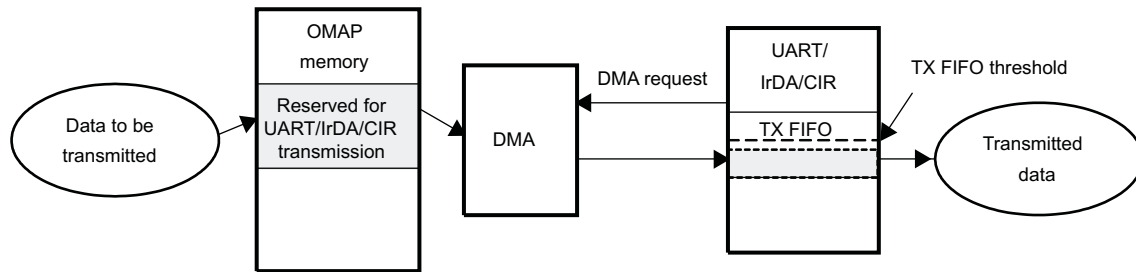 Data to be
transmitted
OMAP
memory
Reserved for
UART/IrDA/CIR
transmission
DMA
DMA request
UART/
IrDA/CIR
TX FIFO
TX FIFO threshold
Transmitted
data